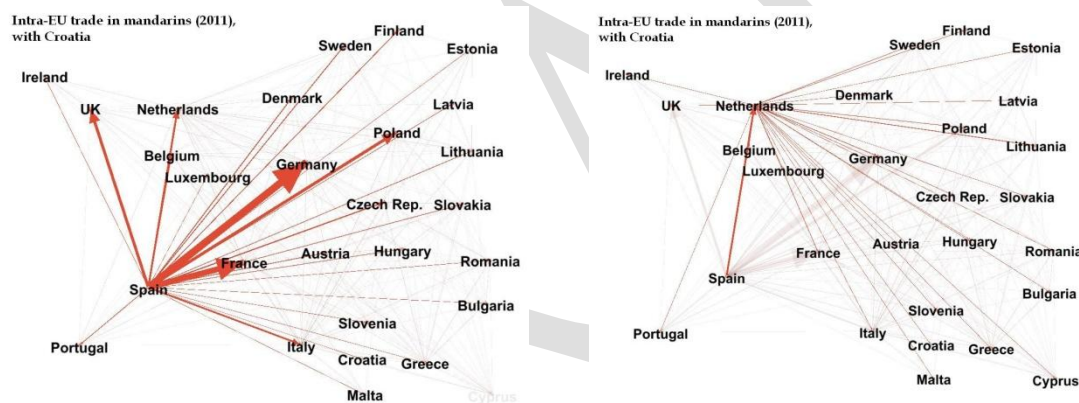 Intra-EU trade in mandarins (2011),
with Croatia
Finland
Sweden
Estonia
Ireland
Denmark
UK
Netherlands
Latvia
Poland
Belgium
Germany
Lithuania
Luxembourg
Czech Rep.
Slovakia
Austria
Hungary
France
Romania
Spain
Bulgaria
Slovenia
Portugal
Italy
Croatia
Greece
Malta
Cyprus
Intra-EU trade in mandarins (2011),
with Croatia
Finland
Sweden
Estonia
Ireland
Denmark
UK
Netherlands
Latvia
Poland
Belgium
Germany
Lithuania
Luxembourg
Czech Rep.
Slovakia
Austria
Hungary
France
Romania
Spain
Bulgaria
Slovenia
Portugal
Italy
Croatia
Greece
Malta
Cyprus